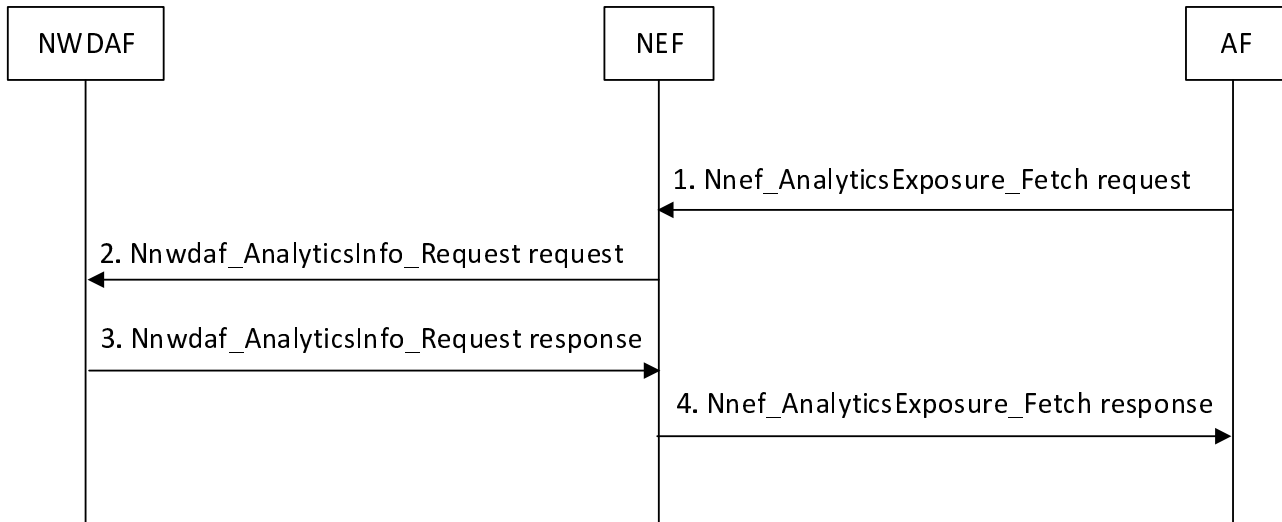 NWDAF
NEF
AF
1. Nnef_AnalyticsExposure_Fetch request
2. Nnwdaf_AnalyticsInfo_Request request
3. Nnwdaf_AnalyticsInfo_Request response
4. Nnef_AnalyticsExposure_Fetch response